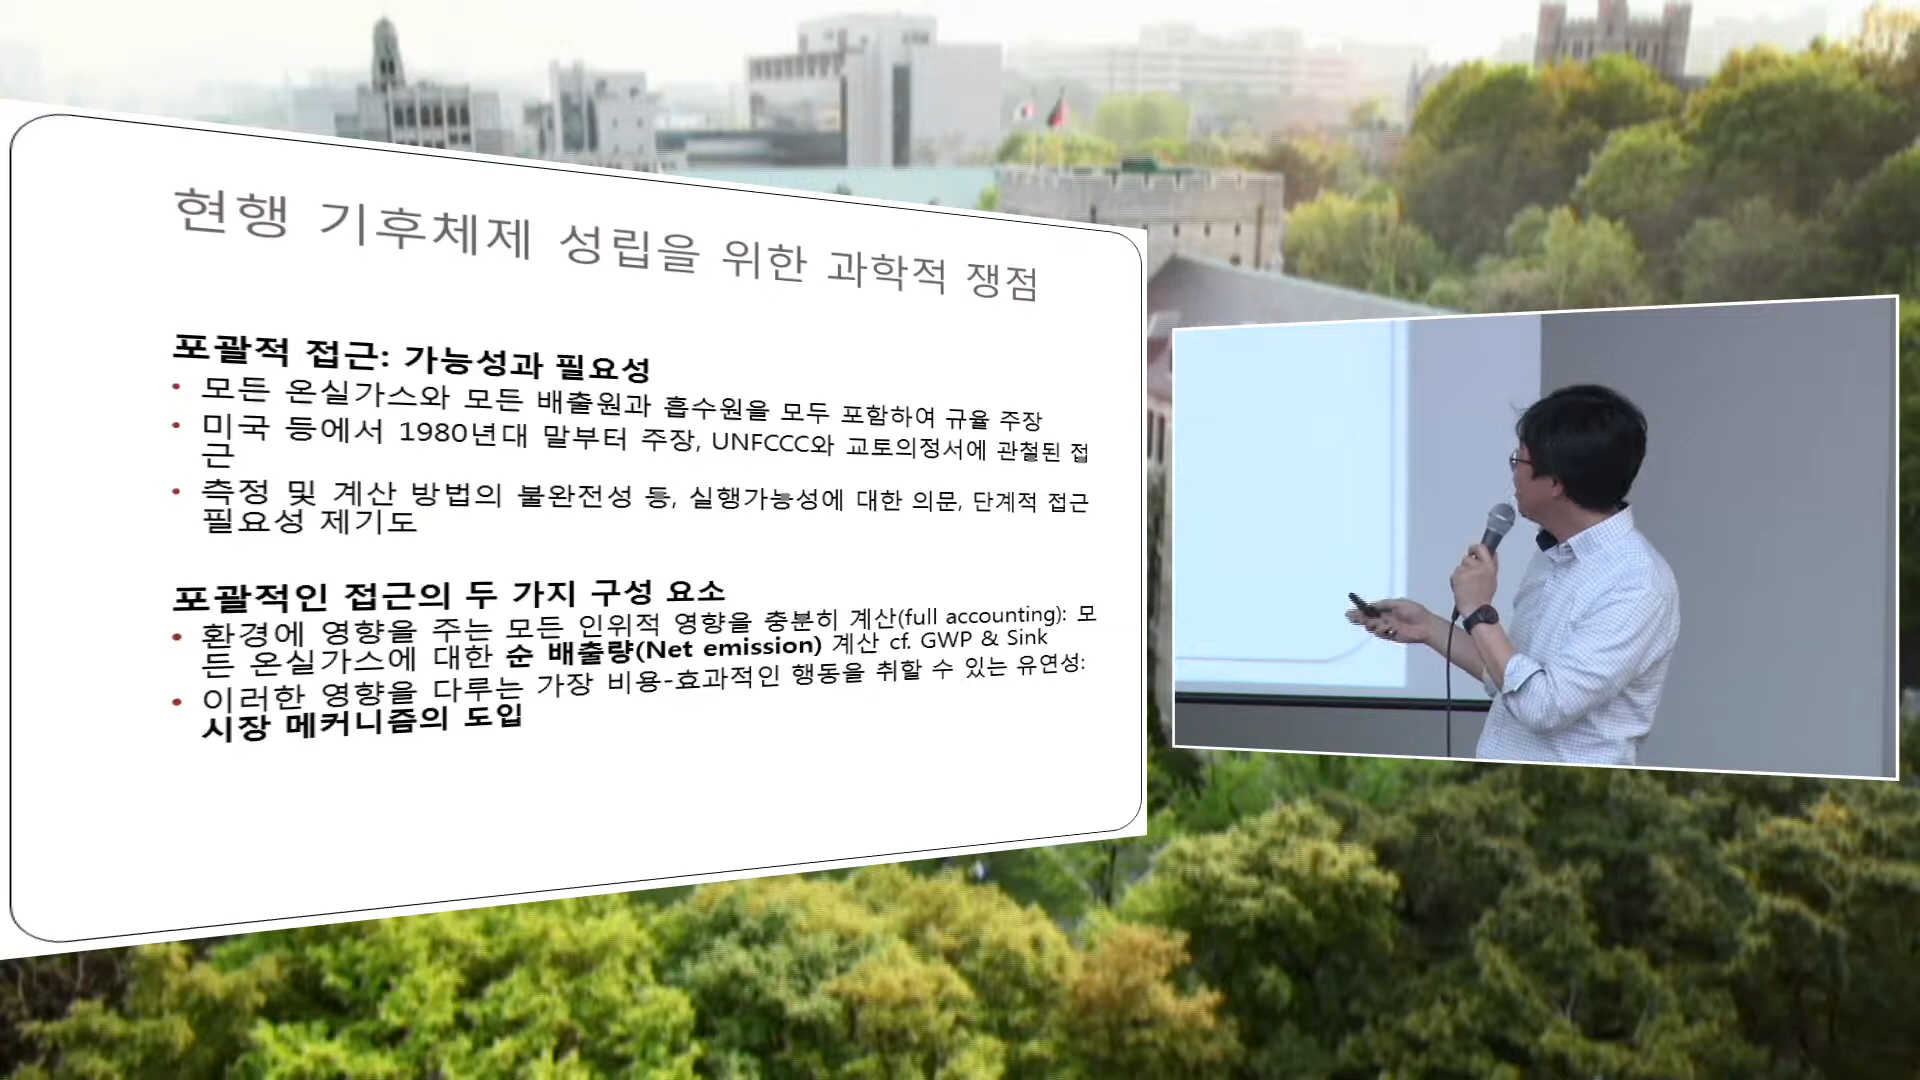 현행 기후체제 성립을 위한 과학적 쟁점
포괄적 접근: 가능성과 필요성
• 모든 온실가스와 모든 배출원과 흡수원을 모두 포함하여 규율 주장
• 미국 등에서 1980년대 말부터 주장, UNFCCC와 교토의정서에 관철된 접
근
• 측정 및 계산 방법의 불완전성 등, 실행가능성에 대한 의문, 단계적 접근
필요성 제기도
포괄적인 접근의 두 가지 구성 요소
• 환경에 영향을 주는 모든 인위적 영향을 충분히 계산(full accounting): 모
든 온실가스에 대한 순 배출량(Net emission) 계산 cf. GWP & Sink
• 이러한 영향을 다루는 가장 비용-효과적인 행동을 취할 수 있는 유연성:
시장 메커니즘의 도입